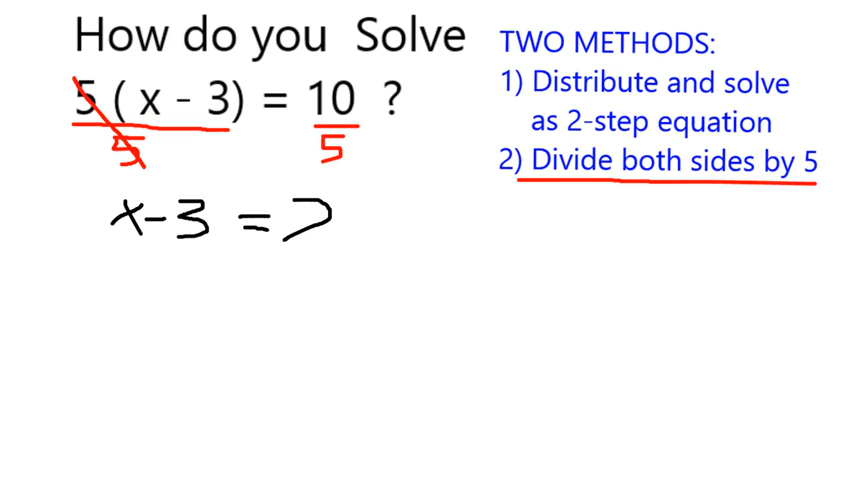 How do you Solve
5 ( x - 3) = 10 ?
5 5
x-3 = 2
TWO METHODS:
1) Distribute and solve
as 2-step equation
2) Divide both sides by 5